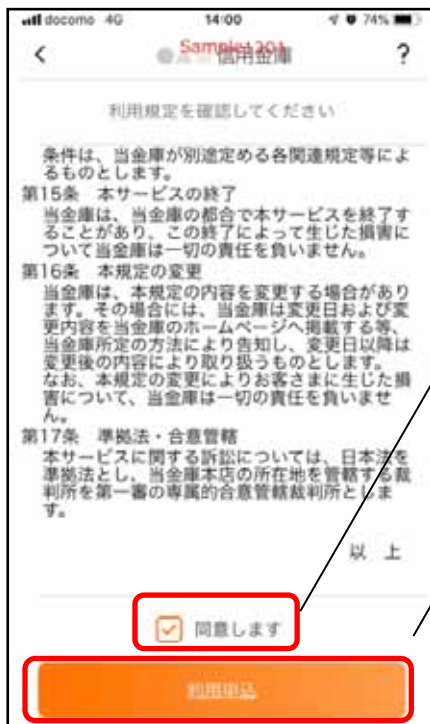 docomo 4G 14:00 74%
Sample1201
信用金庫 ?
利用規定を確認してください
条件は、当金庫が別途定める各関連規定等によ
るものとします。
第15条 本サービスの終了
当金庫は、当金庫の都合で本サービスを終了す
ることがあり、この終了によって生じた損害に
ついて当金庫は一切の責任を負いません。
第16条 本規定の変更
当金庫は、本規定の内容を変更する場合があり
ます。その場合には、当金庫は変更日および変
更内容を当金庫のホームページへ掲載する等、
当金庫所定の方法により告知し、変更日以降は
変更後の内容により取り扱うものとします。
なお、本規定の変更によりお客さまに生じた損
害について、当金庫は一切の責任を負いませ
ん。
第17条 準拠法・合意管轄
本サービスに関する訴訟については、日本法を
準拠法とし、当金庫本店の所在地を管轄する裁
判所を第一審の専属的合意管轄裁判所としま
す。
以 上
同意します
利用申込